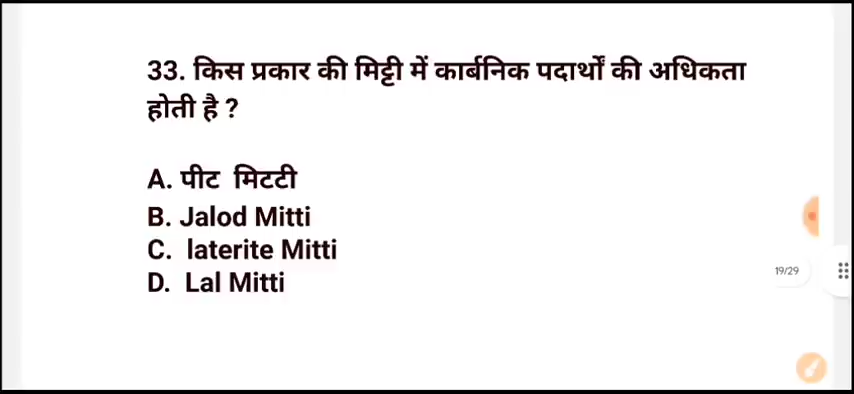 33. किस प्रकार की मिट्टी में कार्बनिक पदार्थों की अधिकता
होती है ?
A. पीट मिटटी
B. Jalod Mitti
C. laterite Mitti
D. Lal Mitti
19/29